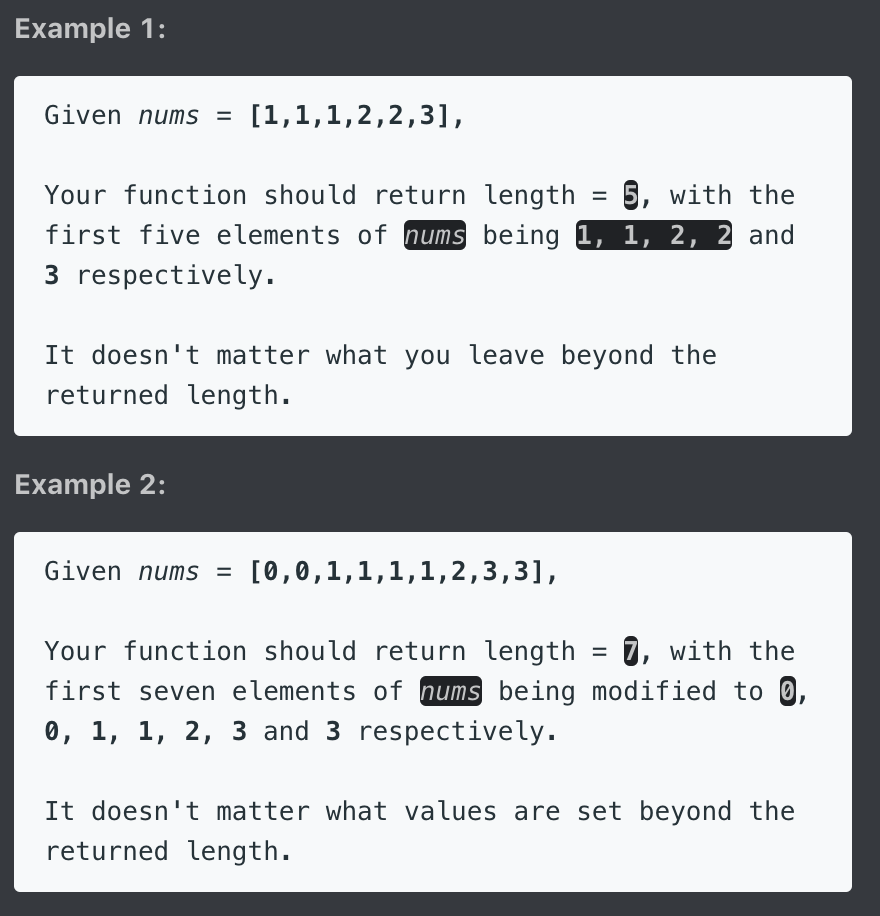 Example 1:
Given nums = [1,1,1,2,2,3],
Your function should return length = 5, with the
first five elements of nums being 1, 1, 2, 2 and
3 respectively.
It doesn't matter what you leave beyond the
returned length.
Example 2:
Given nums = [0,0,1,1,1,1,2,3,3],
Your function should return length = 7, with the
first seven elements of nums being modified to 0,
0, 1, 1, 2, 3 and 3 respectively.
It doesn't matter what values are set beyond the
returned length.